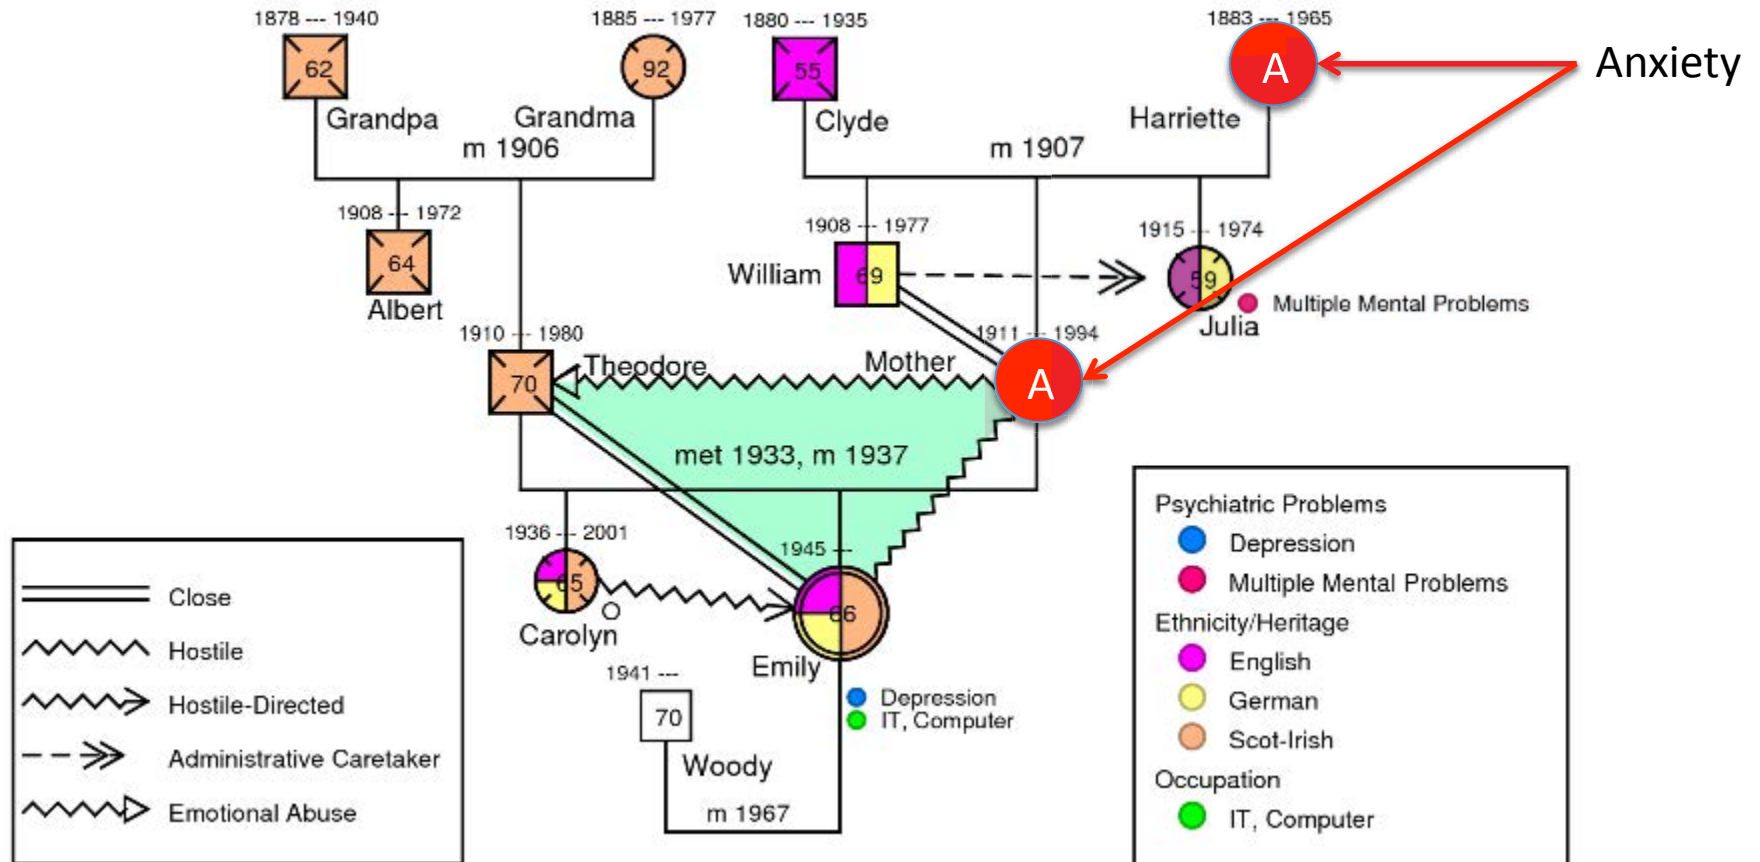 1878 --- 1940
1885 --- 1977
1880 --- 1935
1883 --- 1965
62
92
55
A
Anxiety
Grandpa
Grandma
Clyde
Harriette
m 1906
m 1907
1908 --- 1972
1908 --- 1977
1915 --- 1974
64
William
69
59
Multiple Mental Problems
Albert
Julia
1910 --- 1980
1911 --- 1994
Theodore
Mother
70
A
met 1933, m 1937
1936 --- 2001
1945 ---
65
Carolyn
66
Emily
1941 ---
70
Depression
IT, Computer
Woody
m 1967
Close
Hostile
Hostile-Directed
Administrative Caretaker
Emotional Abuse
Psychiatric Problems
Depression
Multiple Mental Problems
Ethnicity/Heritage
English
German
Scot-Irish
Occupation
IT, Computer